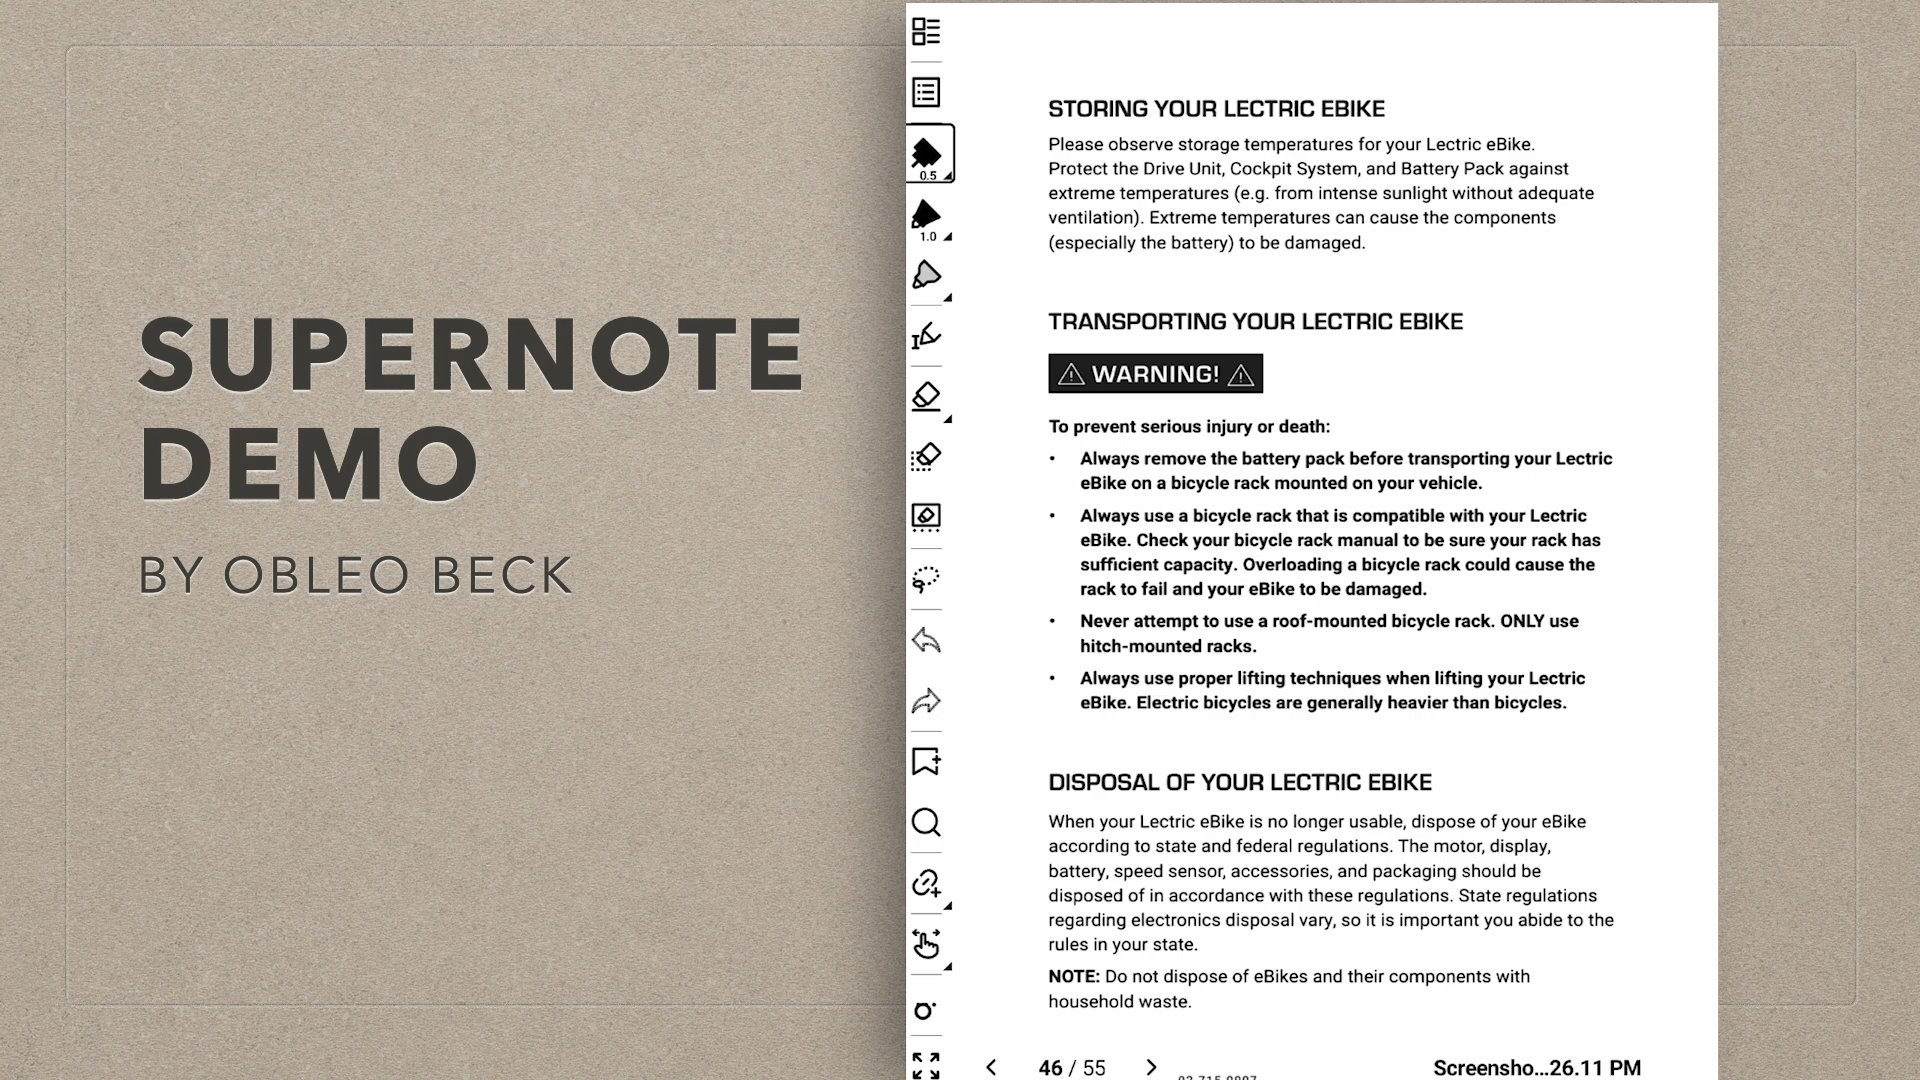 SUPERNOTE
DEMO
BY OBLEO BECK
0.5
1.0
STORING YOUR LECTRIC EBIKE
Please observe storage temperatures for your Lectric eBike.
Protect the Drive Unit, Cockpit System, and Battery Pack against
extreme temperatures (e.g. from intense sunlight without adequate
ventilation). Extreme temperatures can cause the components
(especially the battery) to be damaged.
TRANSPORTING YOUR LECTRIC EBIKE
WARNING!
To prevent serious injury or death:
• Always remove the battery pack before transporting your Lectric
eBike on a bicycle rack mounted on your vehicle.
• Always use a bicycle rack that is compatible with your Lectric
eBike. Check your bicycle rack manual to be sure your rack has
sufficient capacity. Overloading a bicycle rack could cause the
rack to fail and your eBike to be damaged.
• Never attempt to use a roof-mounted bicycle rack. ONLY use
hitch-mounted racks.
• Always use proper lifting techniques when lifting your Lectric
eBike. Electric bicycles are generally heavier than bicycles.
DISPOSAL OF YOUR LECTRIC EBIKE
When your Lectric eBike is no longer usable, dispose of your eBike
according to state and federal regulations. The motor, display,
battery, speed sensor, accessories, and packaging should be
disposed of in accordance with these regulations. State regulations
regarding electronics disposal vary, so it is important you abide to the
rules in your state.
NOTE: Do not dispose of eBikes and their components with
household waste.
46 / 55
Screensho...26.11 PM